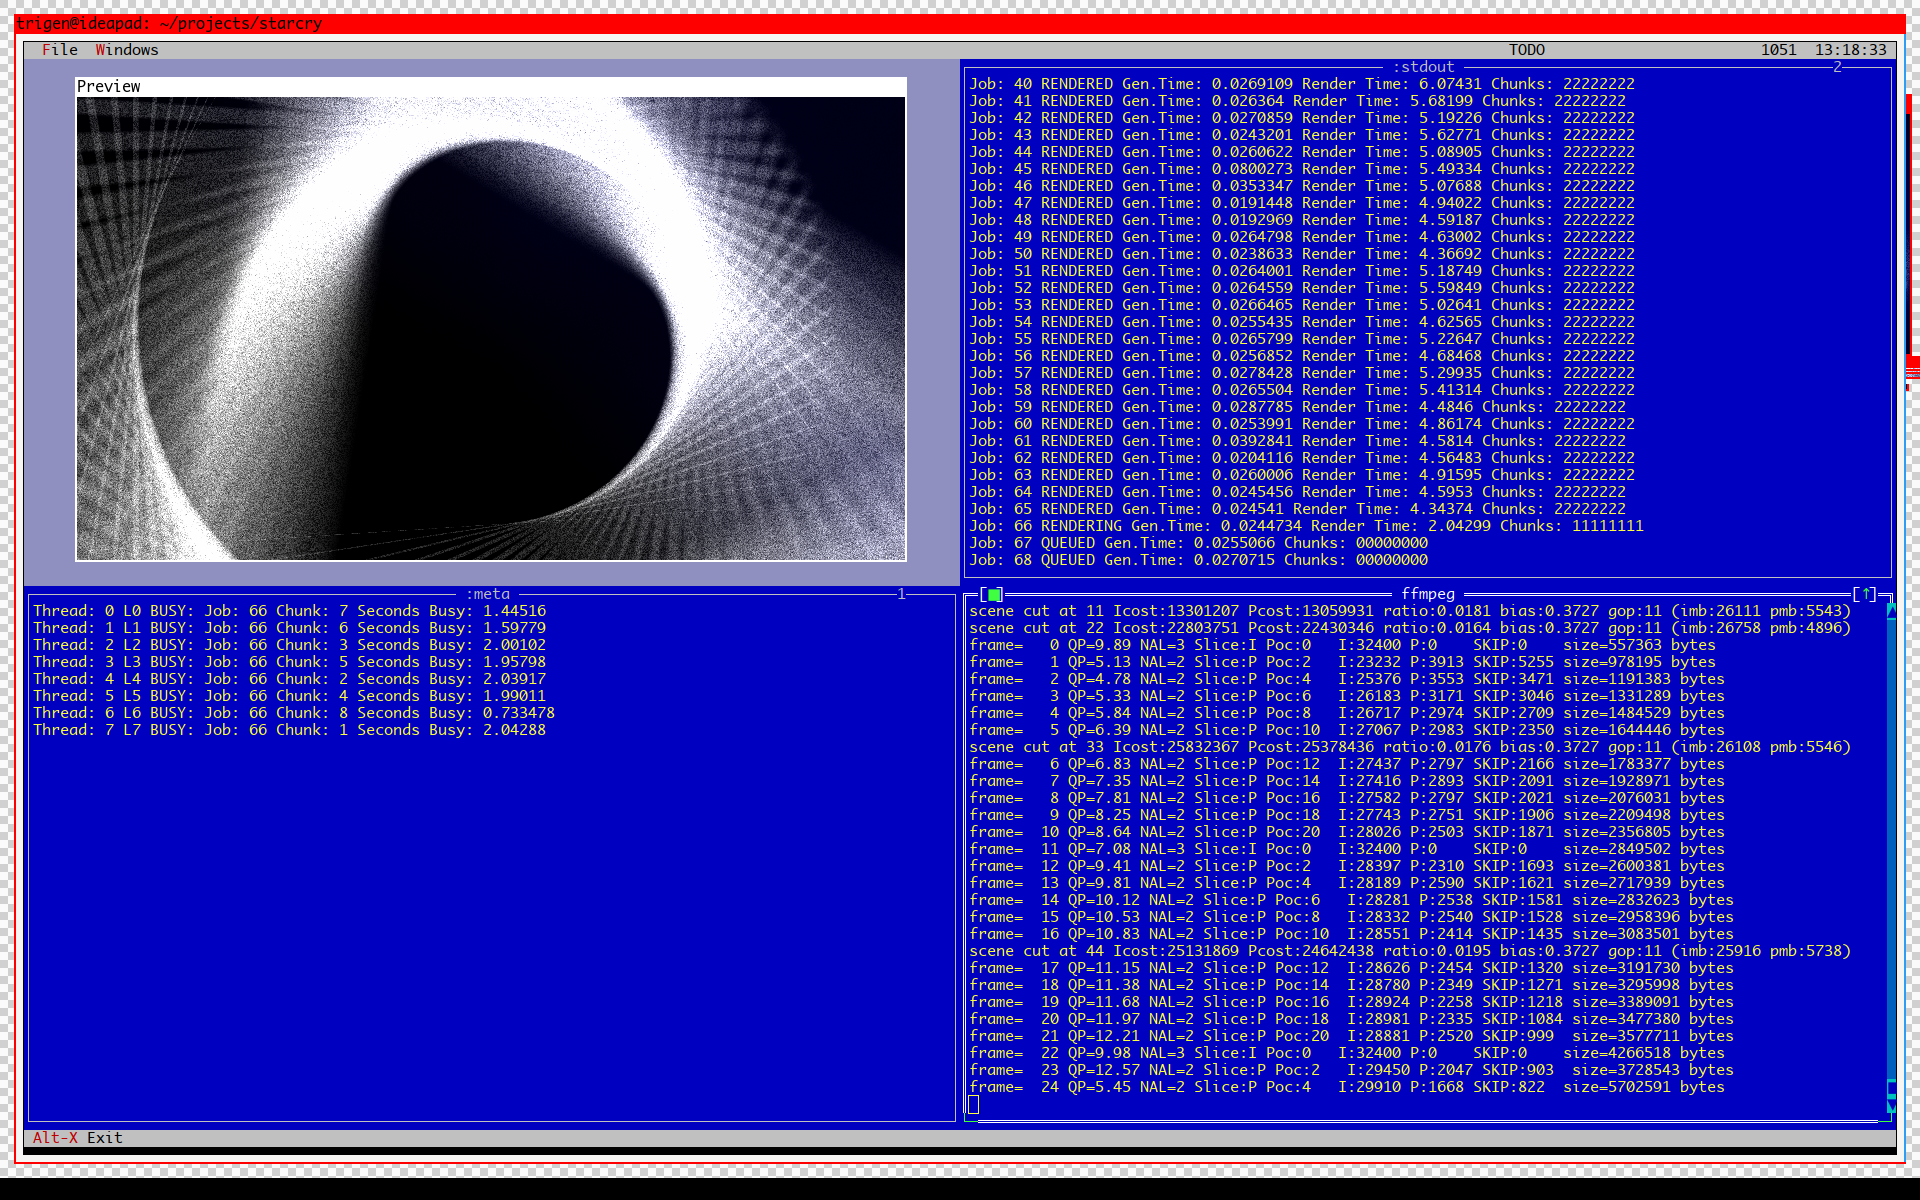 trigen@ideapad: ~/projects/starcry
File  Windows  TODO  1051  13:18:33
Preview
:stdout 2
Job: 40 RENDERED Gen.Time: 0.0269109 Render Time: 6.07431 Chunks: 22222222
Job: 41 RENDERED Gen.Time: 0.026364 Render Time: 5.68199 Chunks: 22222222
Job: 42 RENDERED Gen.Time: 0.0270859 Render Time: 5.19226 Chunks: 22222222
Job: 43 RENDERED Gen.Time: 0.0243201 Render Time: 5.62771 Chunks: 22222222
Job: 44 RENDERED Gen.Time: 0.0260622 Render Time: 5.08905 Chunks: 22222222
Job: 45 RENDERED Gen.Time: 0.0800273 Render Time: 5.49334 Chunks: 22222222
Job: 46 RENDERED Gen.Time: 0.0353347 Render Time: 5.07688 Chunks: 22222222
Job: 47 RENDERED Gen.Time: 0.0191448 Render Time: 4.94022 Chunks: 22222222
Job: 48 RENDERED Gen.Time: 0.0192969 Render Time: 4.59187 Chunks: 22222222
Job: 49 RENDERED Gen.Time: 0.0264798 Render Time: 4.63002 Chunks: 22222222
Job: 50 RENDERED Gen.Time: 0.0238633 Render Time: 4.36692 Chunks: 22222222
Job: 51 RENDERED Gen.Time: 0.0264001 Render Time: 5.18749 Chunks: 22222222
Job: 52 RENDERED Gen.Time: 0.0264559 Render Time: 5.59849 Chunks: 22222222
Job: 53 RENDERED Gen.Time: 0.0266465 Render Time: 5.02641 Chunks: 22222222
Job: 54 RENDERED Gen.Time: 0.0255435 Render Time: 4.62565 Chunks: 22222222
Job: 55 RENDERED Gen.Time: 0.0265799 Render Time: 5.22647 Chunks: 22222222
Job: 56 RENDERED Gen.Time: 0.0256852 Render Time: 4.68468 Chunks: 22222222
Job: 57 RENDERED Gen.Time: 0.0278428 Render Time: 5.29935 Chunks: 22222222
Job: 58 RENDERED Gen.Time: 0.0265504 Render Time: 5.41314 Chunks: 22222222
Job: 59 RENDERED Gen.Time: 0.0287785 Render Time: 4.4846 Chunks: 22222222
Job: 60 RENDERED Gen.Time: 0.0253991 Render Time: 4.86174 Chunks: 22222222
Job: 61 RENDERED Gen.Time: 0.0392841 Render Time: 4.5814 Chunks: 22222222
Job: 62 RENDERED Gen.Time: 0.0204116 Render Time: 4.56483 Chunks: 22222222
Job: 63 RENDERED Gen.Time: 0.0260006 Render Time: 4.91595 Chunks: 22222222
Job: 64 RENDERED Gen.Time: 0.0245456 Render Time: 4.5953 Chunks: 22222222
Job: 65 RENDERED Gen.Time: 0.024541 Render Time: 4.34374 Chunks: 22222222
Job: 66 RENDERING Gen.Time: 0.0244734 Render Time: 2.04299 Chunks: 11111111
Job: 67 QUEUED Gen.Time: 0.0255066 Chunks: 00000000
Job: 68 QUEUED Gen.Time: 0.0270715 Chunks: 00000000
:meta 1
Thread: 0 L0 BUSY: Job: 66 Chunk: 7 Seconds Busy: 1.44516
Thread: 1 L1 BUSY: Job: 66 Chunk: 6 Seconds Busy: 1.59779
Thread: 2 L2 BUSY: Job: 66 Chunk: 3 Seconds Busy: 2.00102
Thread: 3 L3 BUSY: Job: 66 Chunk: 5 Seconds Busy: 1.95798
Thread: 4 L4 BUSY: Job: 66 Chunk: 2 Seconds Busy: 2.03917
Thread: 5 L5 BUSY: Job: 66 Chunk: 4 Seconds Busy: 1.99011
Thread: 6 L6 BUSY: Job: 66 Chunk: 8 Seconds Busy: 0.733478
Thread: 7 L7 BUSY: Job: 66 Chunk: 1 Seconds Busy: 2.04288
[■] ffmpeg [↑]
scene cut at 11 Icost:13301207 Pcost:13059931 ratio:0.0181 bias:0.3727 gop:11 (imb:26111 pmb:5543)
scene cut at 22 Icost:22803751 Pcost:22430346 ratio:0.0164 bias:0.3727 gop:11 (imb:26758 pmb:4896)
frame=   0 QP=9.89 NAL=3 Slice:I Poc:0   I:32400 P:0    SKIP:0    size=557363 bytes
frame=   1 QP=5.13 NAL=2 Slice:P Poc:2   I:23232 P:3913 SKIP:5255 size=978195 bytes
frame=   2 QP=4.78 NAL=2 Slice:P Poc:4   I:25376 P:3553 SKIP:3471 size=1191383 bytes
frame=   3 QP=5.33 NAL=2 Slice:P Poc:6   I:26183 P:3171 SKIP:3046 size=1331289 bytes
frame=   4 QP=5.84 NAL=2 Slice:P Poc:8   I:26717 P:2974 SKIP:2709 size=1484529 bytes
frame=   5 QP=6.39 NAL=2 Slice:P Poc:10  I:27067 P:2983 SKIP:2350 size=1644446 bytes
scene cut at 33 Icost:25832367 Pcost:25378436 ratio:0.0176 bias:0.3727 gop:11 (imb:26108 pmb:5546)
frame=   6 QP=6.83 NAL=2 Slice:P Poc:12  I:27437 P:2797 SKIP:2166 size=1783377 bytes
frame=   7 QP=7.35 NAL=2 Slice:P Poc:14  I:27416 P:2893 SKIP:2091 size=1928971 bytes
frame=   8 QP=7.81 NAL=2 Slice:P Poc:16  I:27582 P:2797 SKIP:2021 size=2076031 bytes
frame=   9 QP=8.25 NAL=2 Slice:P Poc:18  I:27743 P:2751 SKIP:1906 size=2209498 bytes
frame=  10 QP=8.64 NAL=2 Slice:P Poc:20  I:28026 P:2503 SKIP:1871 size=2356805 bytes
frame=  11 QP=7.08 NAL=3 Slice:I Poc:0   I:32400 P:0    SKIP:0    size=2849502 bytes
frame=  12 QP=9.41 NAL=2 Slice:P Poc:2   I:28397 P:2310 SKIP:1693 size=2600381 bytes
frame=  13 QP=9.81 NAL=2 Slice:P Poc:4   I:28189 P:2590 SKIP:1621 size=2717939 bytes
frame=  14 QP=10.12 NAL=2 Slice:P Poc:6   I:28281 P:2538 SKIP:1581 size=2832623 bytes
frame=  15 QP=10.53 NAL=2 Slice:P Poc:8   I:28332 P:2540 SKIP:1528 size=2958396 bytes
frame=  16 QP=10.83 NAL=2 Slice:P Poc:10  I:28551 P:2414 SKIP:1435 size=3083501 bytes
scene cut at 44 Icost:25131869 Pcost:24642438 ratio:0.0195 bias:0.3727 gop:11 (imb:25916 pmb:5738)
frame=  17 QP=11.15 NAL=2 Slice:P Poc:12  I:28626 P:2454 SKIP:1320 size=3191730 bytes
frame=  18 QP=11.38 NAL=2 Slice:P Poc:14  I:28780 P:2349 SKIP:1271 size=3295998 bytes
frame=  19 QP=11.68 NAL=2 Slice:P Poc:16  I:28924 P:2258 SKIP:1218 size=3389091 bytes
frame=  20 QP=11.97 NAL=2 Slice:P Poc:18  I:28981 P:2335 SKIP:1084 size=3477380 bytes
frame=  21 QP=12.21 NAL=2 Slice:P Poc:20  I:28881 P:2520 SKIP:999  size=3577711 bytes
frame=  22 QP=9.98 NAL=3 Slice:I Poc:0   I:32400 P:0    SKIP:0    size=4266518 bytes
frame=  23 QP=12.57 NAL=2 Slice:P Poc:2   I:29450 P:2047 SKIP:903  size=3728543 bytes
frame=  24 QP=5.45 NAL=2 Slice:P Poc:4   I:29910 P:1668 SKIP:822  size=5702591 bytes
Alt-X Exit